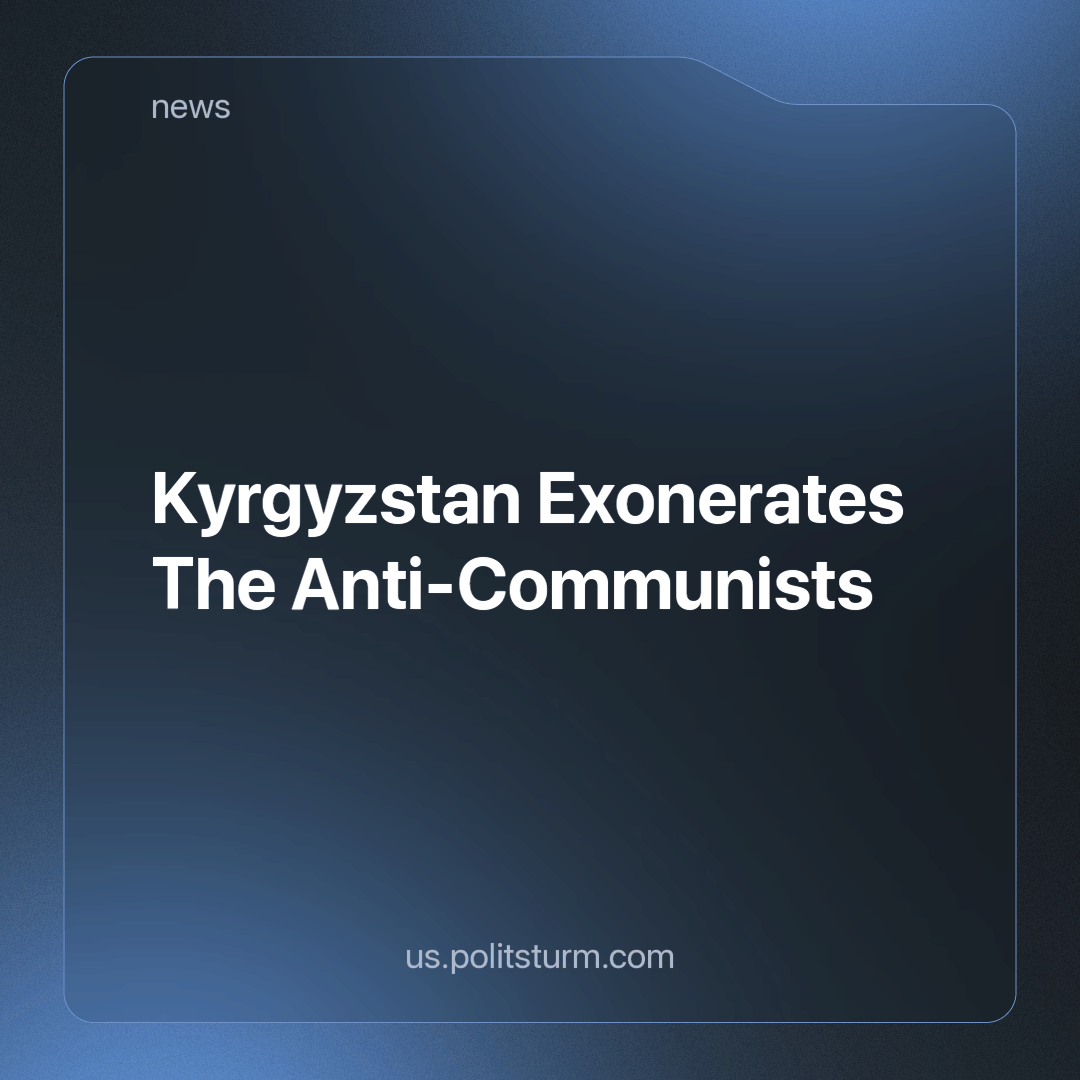 news
Kyrgyzstan Exonerates
The Anti-Communists
us.politsturm.com